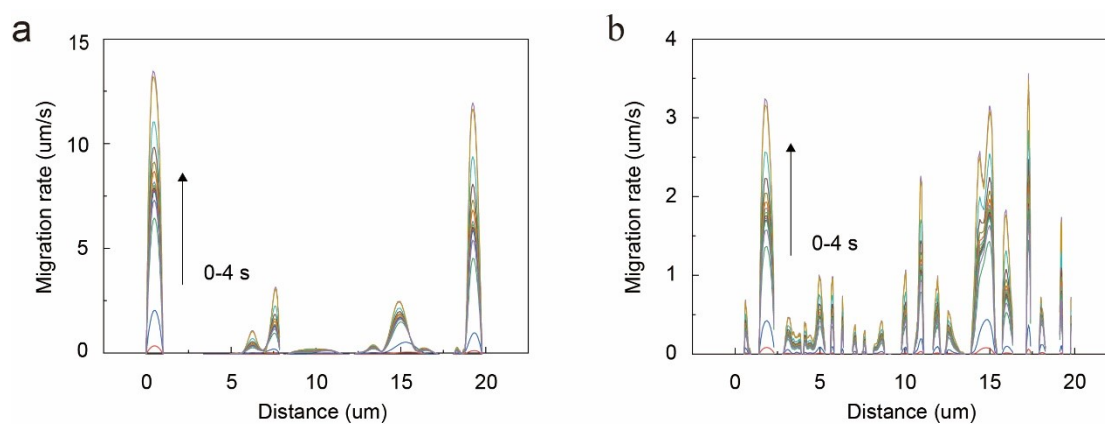 a
Migration rate (um/s)
15
10
5
0
0-4 s
0 5 10 15 20
Distance (um)
b
Migration rate (um/s)
4
3
2
1
0
0-4 s
0 5 10 15 20
Distance (um)